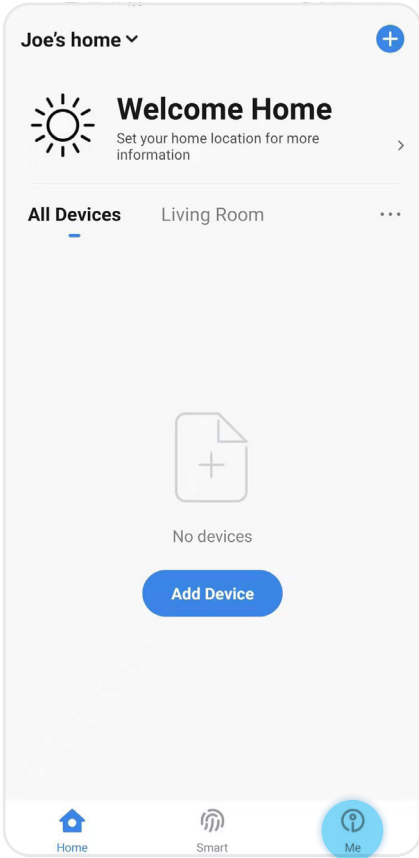 Joe's home
Welcome Home
Set your home location for more
information
All Devices
Living Room
No devices
Add Device
Home
Smart
Me